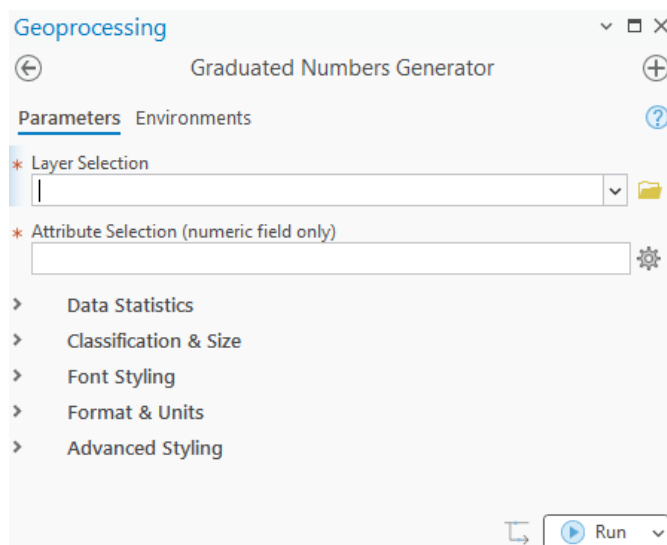 Geoprocessing
Graduated Numbers Generator
Parameters Environments
* Layer Selection
* Attribute Selection (numeric field only)
Data Statistics
Classification & Size
Font Styling
Format & Units
Advanced Styling
Run